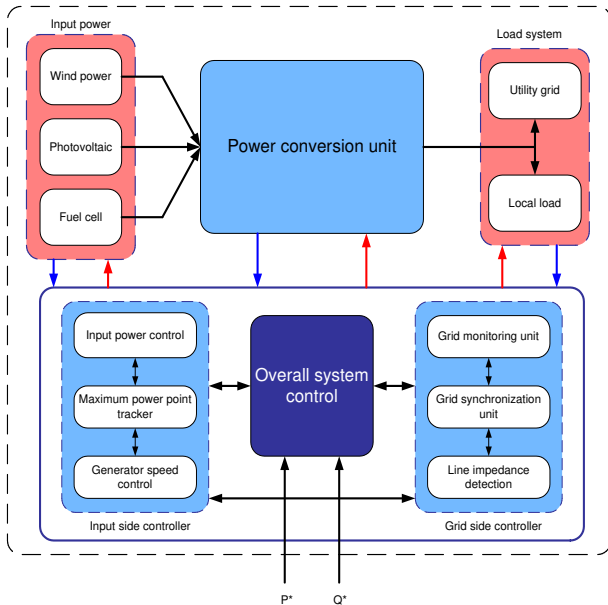 Input power
Load system
Wind power
Photovoltaic
Fuel cell
Power conversion unit
Utility grid
Local load
Input power control
Maximum power point
tracker
Generator speed
control
Input side controller
Overall system
control
Grid monitoring unit
Grid synchronization
unit
Line impedance
detection
Grid side controller
P*
Q*